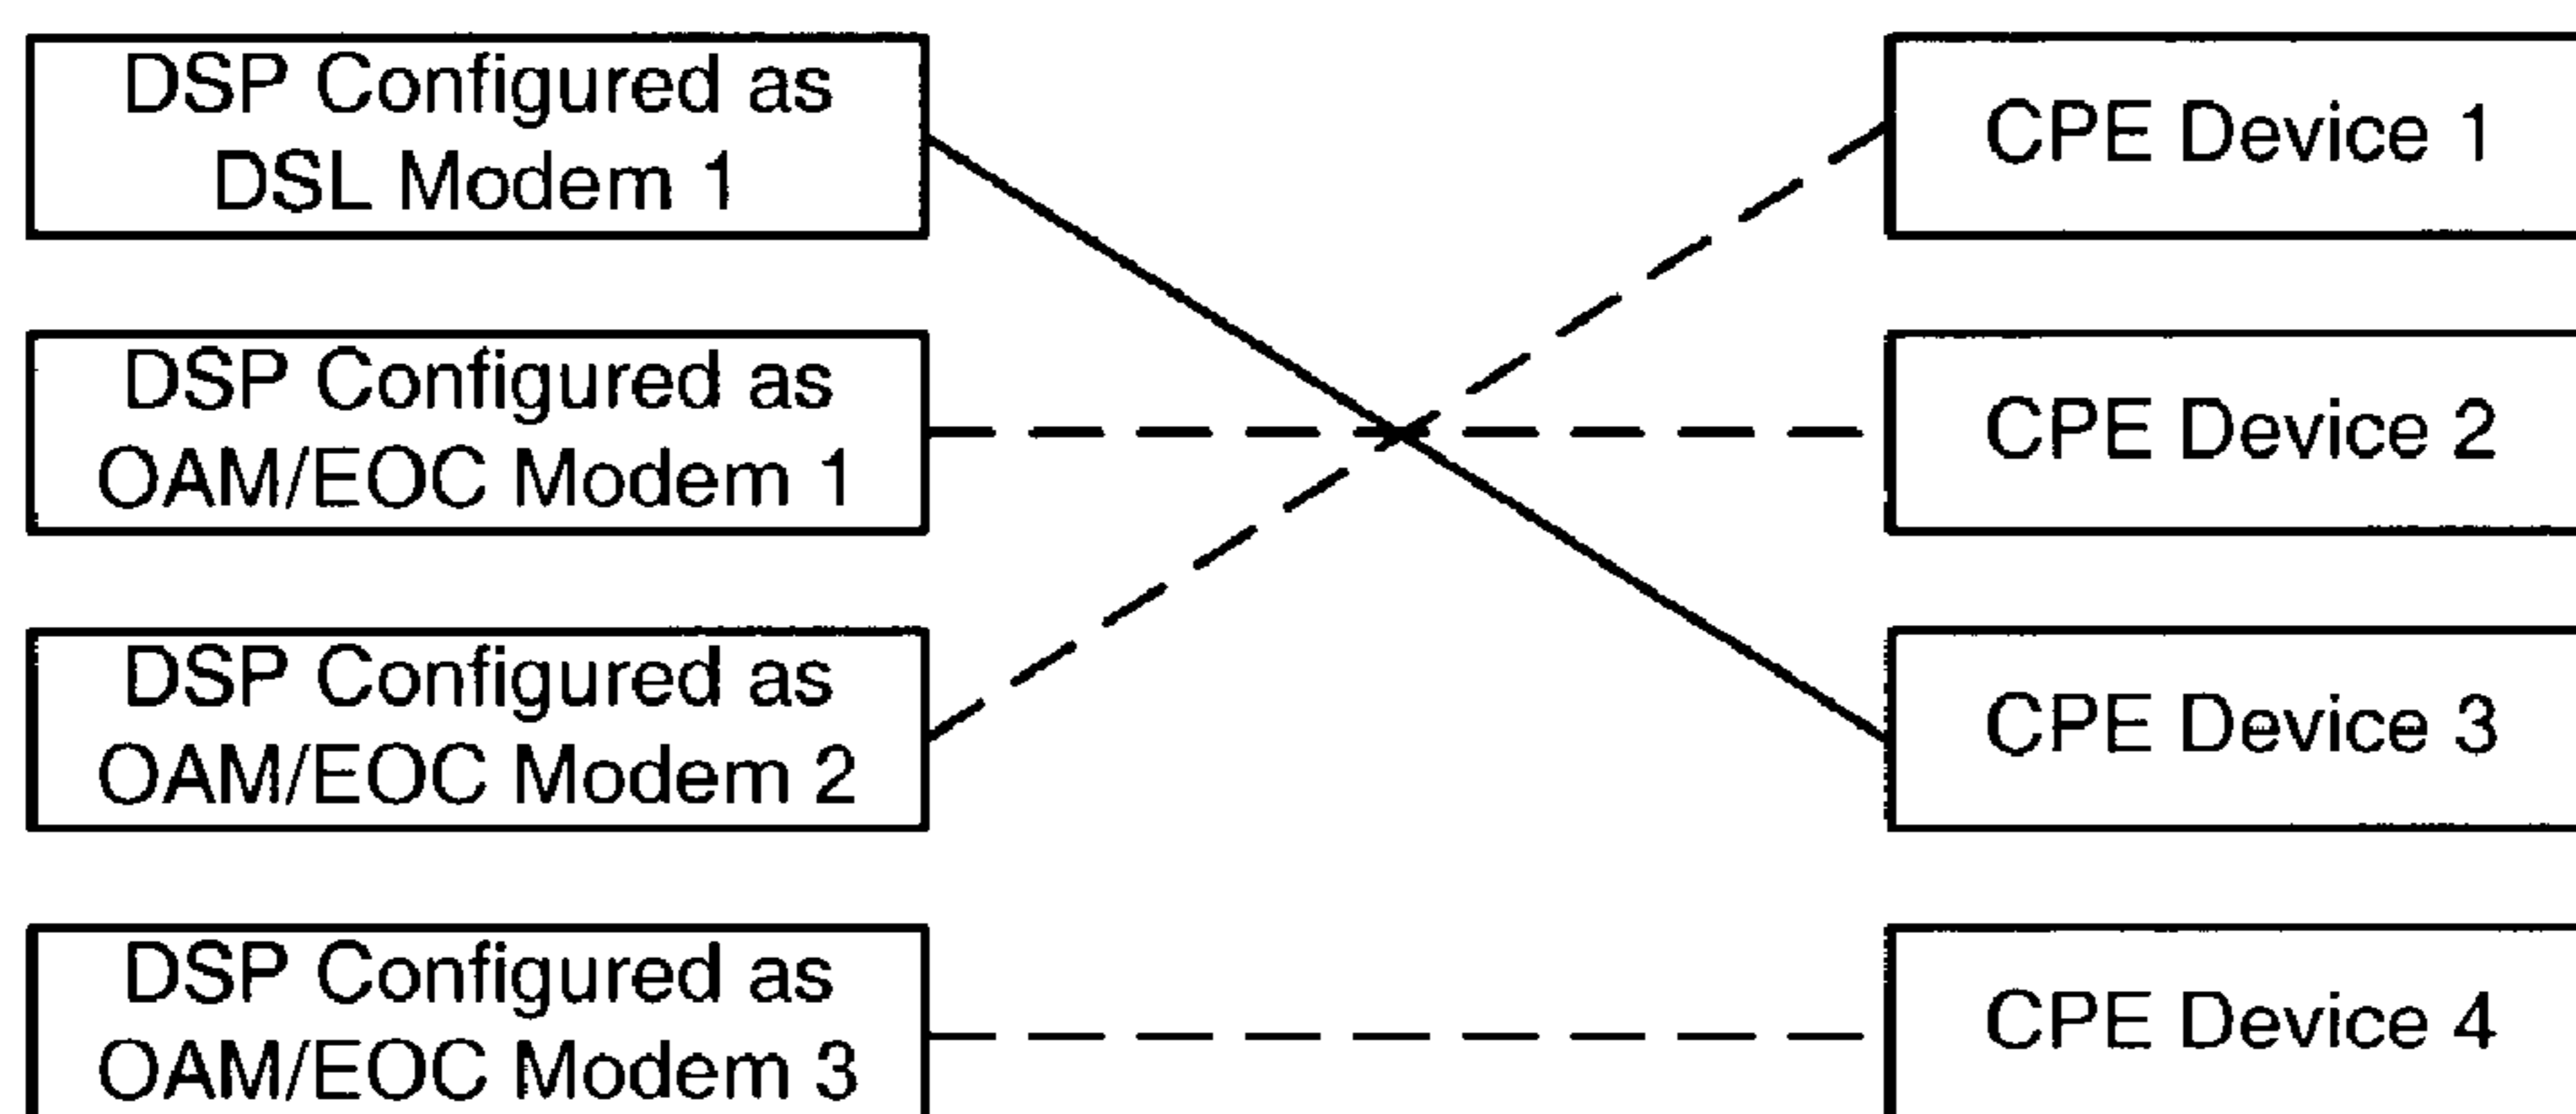 DSP Configured as
DSL Modem 1
CPE Device 1
DSP Configured as
OAM/EOC Modem 1
CPE Device 2
DSP Configured as
OAM/EOC Modem 2
CPE Device 3
DSP Configured as
OAM/EOC Modem 3
CPE Device 4